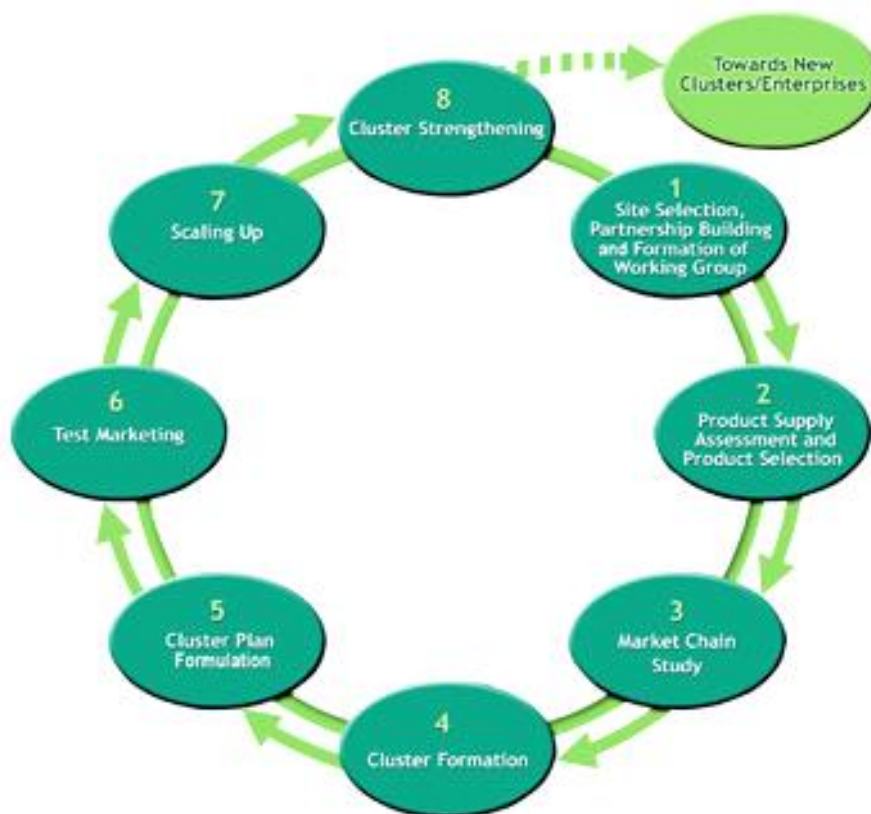 Towards New
Clusters/Enterprises
8
Cluster Strengthening
1
Site Selection,
Partnership Building
and Formation of
Working Group
2
Product Supply
Assessment and
Product Selection
3
Market Chain
Study
4
Cluster Formation
5
Cluster Plan
Formulation
6
Test Marketing
7
Scaling Up